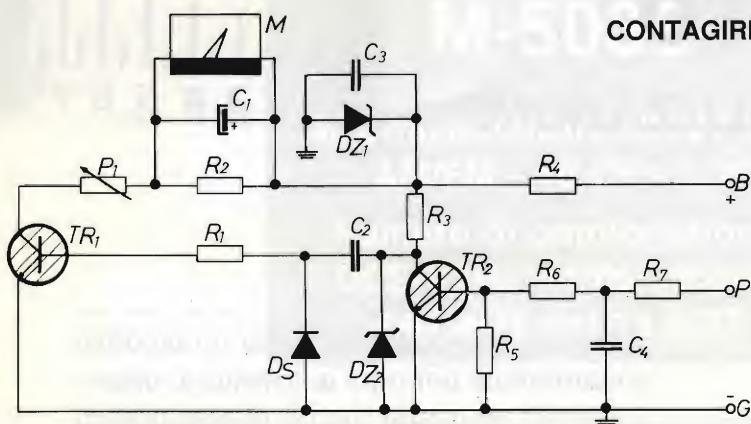 CONTAGIRI
M
C1
+
C3
DZ1
P1
R2
R4
B
+
R3
TR1
R1
C2
TR2
R6
R7
P
DS
DZ2
R5
C4
-
G